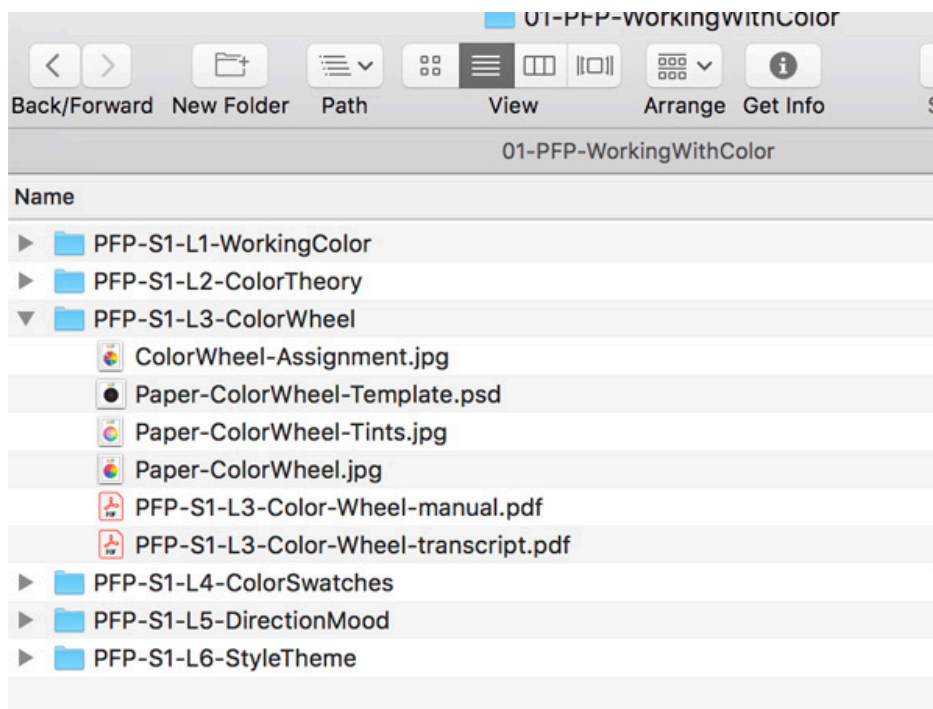 01-PFP-WorkingWithColor
Back/Forward New Folder Path View Arrange Get Info
01-PFP-WorkingWithColor
Name
PFP-S1-L1-WorkingColor
PFP-S1-L2-ColorTheory
PFP-S1-L3-ColorWheel
ColorWheel-Assignment.jpg
Paper-ColorWheel-Template.psd
Paper-ColorWheel-Tints.jpg
Paper-ColorWheel.jpg
PFP-S1-L3-Color-Wheel-manual.pdf
PFP-S1-L3-Color-Wheel-transcript.pdf
PFP-S1-L4-ColorSwatches
PFP-S1-L5-DirectionMood
PFP-S1-L6-StyleTheme